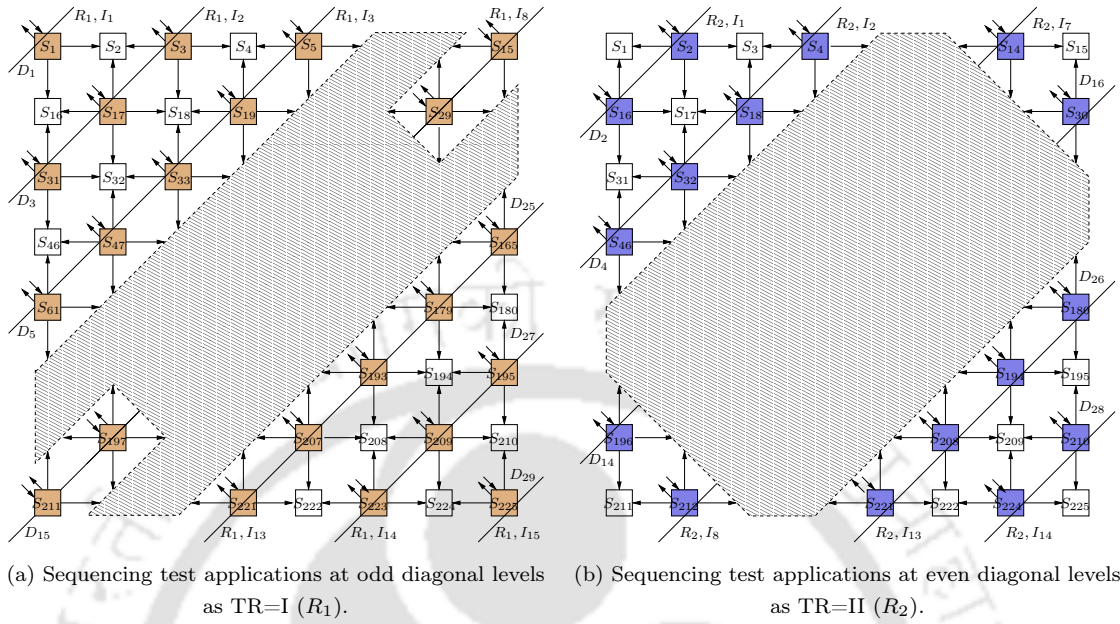 R₁, I₁ R₁, I₂ R₁, I₃ R₁, I₈ R₂, I₁ R₂, I₂ R₂, I₇
S₁ S₂ S₃ S₄ S₅ S₁₅ S₁ S₂ S₃ S₄ S₁₄ S₁₅
D₁ D₁₆
S₁₆ S₁₇ S₁₈ S₁₉ S₂₉ S₁₆ S₁₇ S₁₈ S₃₀
D₂
S₃₁ S₃₂ S₃₃ S₃₁ S₃₂
D₃ D₂₅
S₄₆ S₄₇ S₁₆₅ S₄₆
D₄ D₂₆
S₆₁ S₁₇₉ S₁₈₀ S₁₈₀
D₅ D₂₇
S₁₉₃ S₁₉₄ S₁₉₅ S₁₉₄ S₁₉₅
D₂₈
S₁₉₇ S₂₀₇ S₂₀₈ S₂₀₉ S₂₁₀ S₁₉₆ S₂₀₈ S₂₀₉ S₂₁₀
D₂₉ D₁₄
S₂₁₁ S₂₂₁ S₂₂₂ S₂₂₃ S₂₂₄ S₂₂₅ S₂₁₁ S₂₁₂ S₂₂₁ S₂₂₂ S₂₂₄ S₂₂₅
D₁₅ R₁, I₁₃ R₁, I₁₄ R₁, I₁₅ R₂, I₈ R₂, I₁₃ R₂, I₁₄
(a) Sequencing test applications at odd diagonal levels
as TR=I (R₁).
(b) Sequencing test applications at even diagonal levels
as TR=II (R₂).